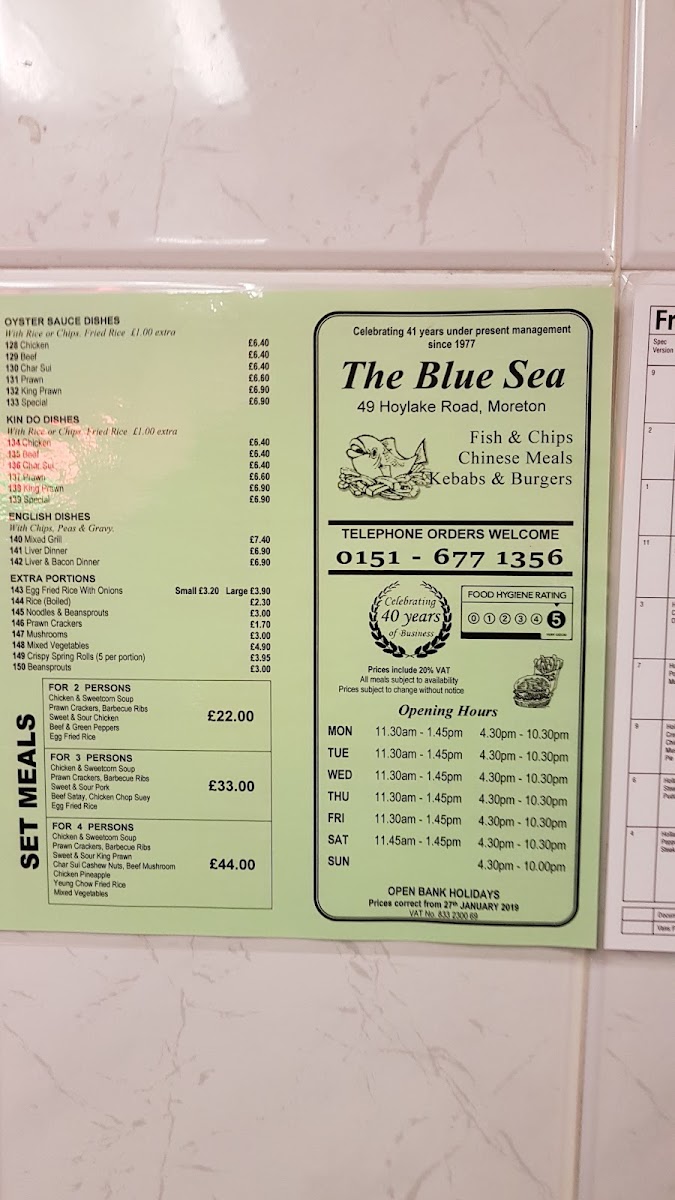 OYSTER SAUCE DISHES
With Rice or Chips. Fried Rice £1.00 extra
128 Chicken £6.40
129 Beef £6.40
130 Char Sui £6.40
131 Prawn £6.60
132 King Prawn £6.90
133 Special £6.90
KIN DO DISHES
With Rice or Chips. Fried Rice £1.00 extra
134 Chicken £6.40
135 Beef £6.40
136 Char Sui £6.40
137 Prawn £6.60
138 King Prawn £6.90
139 Special £6.90
ENGLISH DISHES
With Chips, Peas & Gravy.
140 Mixed Grill £7.40
141 Liver Dinner £6.90
142 Liver & Bacon Dinner £6.90
EXTRA PORTIONS
143 Egg Fried Rice With Onions Small £3.20 Large £3.90
144 Rice (Boiled) £2.30
145 Noodles & Beansprouts £3.00
146 Prawn Crackers £1.70
147 Mushrooms £3.00
148 Mixed Vegetables £4.90
149 Crispy Spring Rolls (5 per portion) £3.95
150 Beansprouts £3.00
SET MEALS
FOR 2 PERSONS
Chicken & Sweetcorn Soup
Prawn Crackers, Barbecue Ribs
Sweet & Sour Chicken £22.00
Beef & Green Peppers
Egg Fried Rice
FOR 3 PERSONS
Chicken & Sweetcorn Soup
Prawn Crackers, Barbecue Ribs
Sweet & Sour Pork £33.00
Beef Satay, Chicken Chop Suey
Egg Fried Rice
FOR 4 PERSONS
Chicken & Sweetcorn Soup
Prawn Crackers, Barbecue Ribs
Sweet & Sour King Prawn
Char Sui Cashew Nuts, Beef Mushroom £44.00
Chicken Pineapple
Yeung Chow Fried Rice
Mixed Vegetables
Celebrating 41 years under present management
since 1977
The Blue Sea
49 Hoylake Road, Moreton
Fish & Chips
Chinese Meals
Kebabs & Burgers
TELEPHONE ORDERS WELCOME
0151 - 677 1356
Celebrating
40 years
of Business
FOOD HYGIENE RATING
0 1 2 3 4 5
Prices include 20% VAT
All meals subject to availability
Prices subject to change without notice
Opening Hours
MON 11.30am - 1.45pm 4.30pm - 10.30pm
TUE 11.30am - 1.45pm 4.30pm - 10.30pm
WED 11.30am - 1.45pm 4.30pm - 10.30pm
THU 11.30am - 1.45pm 4.30pm - 10.30pm
FRI 11.30am - 1.45pm 4.30pm - 10.30pm
SAT 11.45am - 1.45pm 4.30pm - 10.30pm
SUN 4.30pm - 10.00pm
OPEN BANK HOLIDAYS
Prices correct from 27th JANUARY 2019
VAT No. 833 2300 69
Fr
Spec
Version
9
2
1
11
3
7
9
6
4